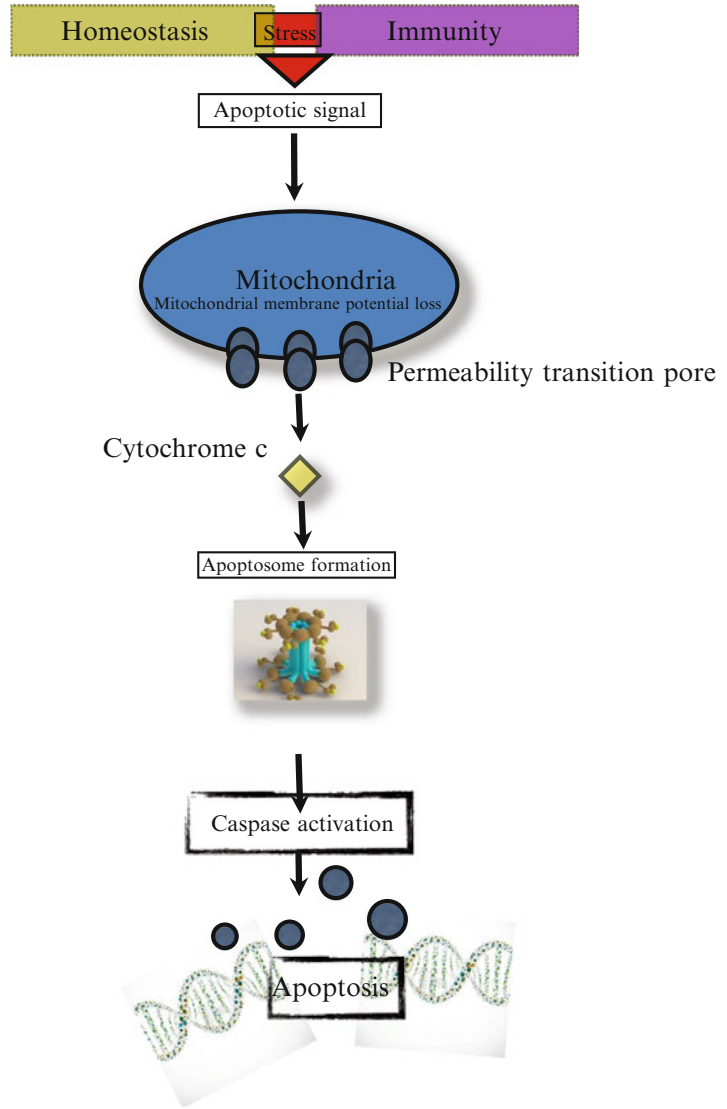 Homeostasis
Stress
Immunity
Apoptotic signal
Mitochondria
Mitochondrial membrane potential loss
Permeability transition pore
Cytochrome c
Apoptosome formation
Caspase activation
Apoptosis